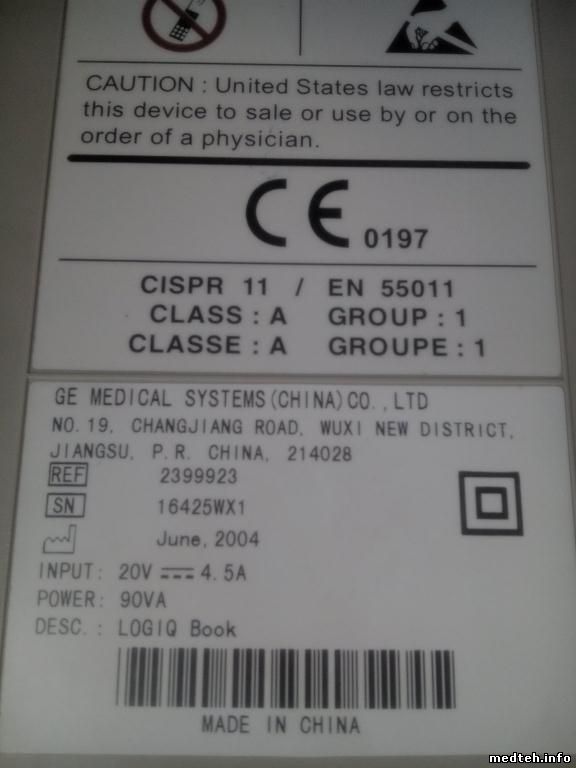 CAUTION : United States law restricts
this device to sale or use by or on the
order of a physician.
CE 0197
CISPR 11 / EN 55011
CLASS : A GROUP : 1
CLASSE : A GROUPE : 1
GE MEDICAL SYSTEMS(CHINA)CO.,LTD
NO.19, CHANGJIANG ROAD, WUXI NEW DISTRICT,
JIANGSU, P.R. CHINA, 214028
REF 2399923
SN 16425WX1
June, 2004
INPUT: 20V 4.5A
POWER: 90VA
DESC.: LOGIQ Book
MADE IN CHINA
medteh.info